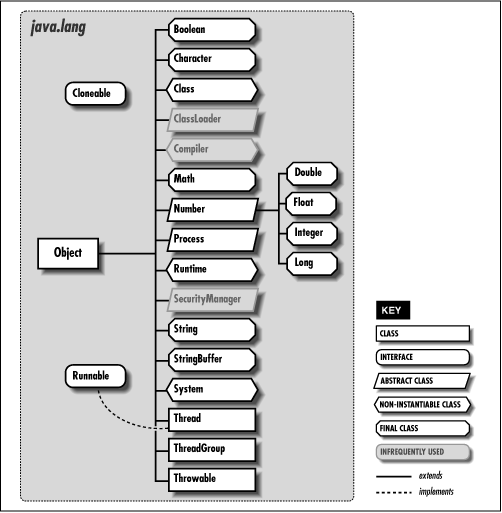 java.lang
Boolean
Character
Cloneable
Class
ClassLoader
Compiler
Math
Double
Number
Float
Process
Integer
Object
Runtime
Long
SecurityManager
String
StringBuffer
Runnable
System
Thread
ThreadGroup
Throwable
KEY
CLASS
INTERFACE
ABSTRACT CLASS
NON-INSTANTIABLE CLASS
FINAL CLASS
INFREQUENTLY USED
extends
implements